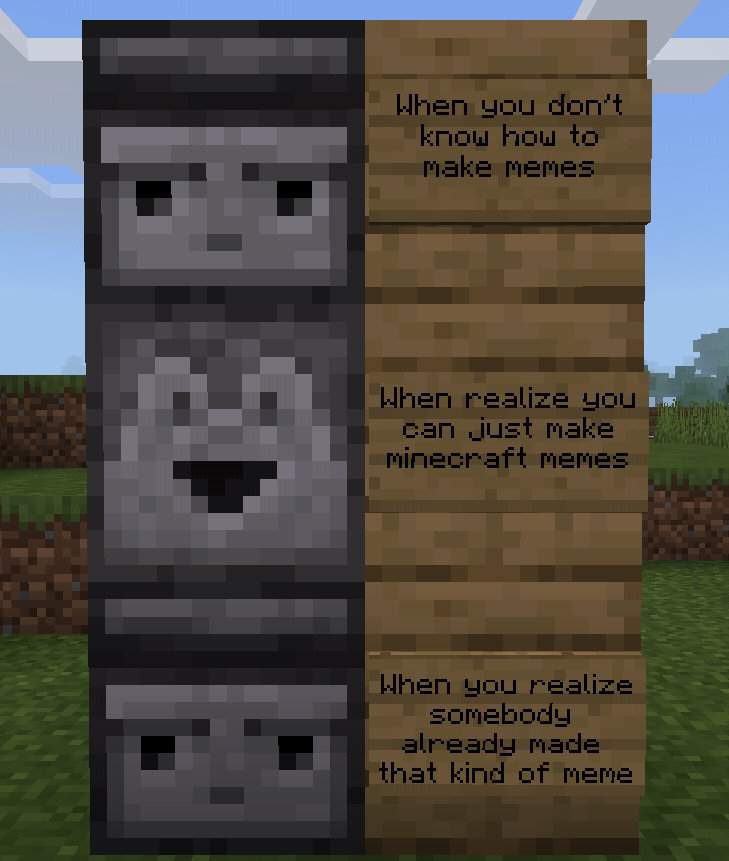 When you don't
know how to
make memes
When realize you
can just make
minecraft memes
When you realize
somebody
already made
that kind of meme